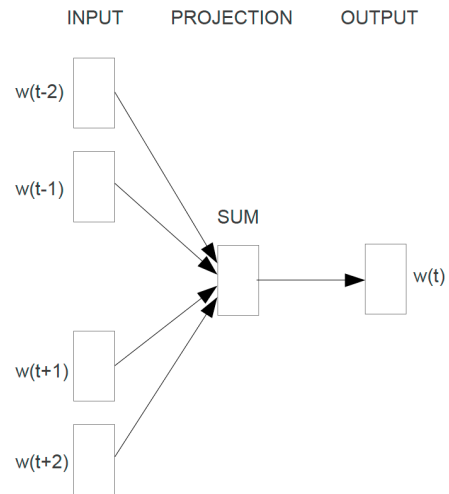 INPUT PROJECTION OUTPUT
w(t-2)
w(t-1)
SUM
w(t)
w(t+1)
w(t+2)